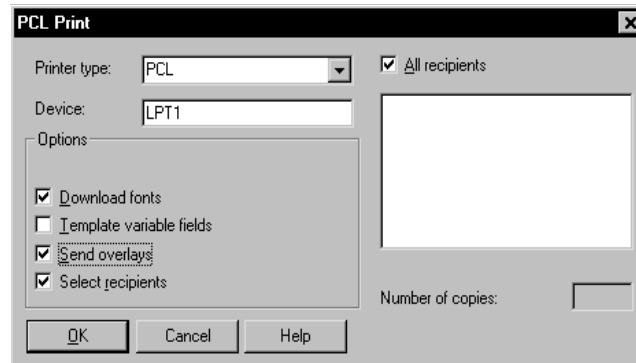 PCL Print
Printer type: PCL
Device: LPT1
Options
Download fonts
Template variable fields
Send overlays
Select recipients
All recipients
Number of copies:
OK Cancel Help